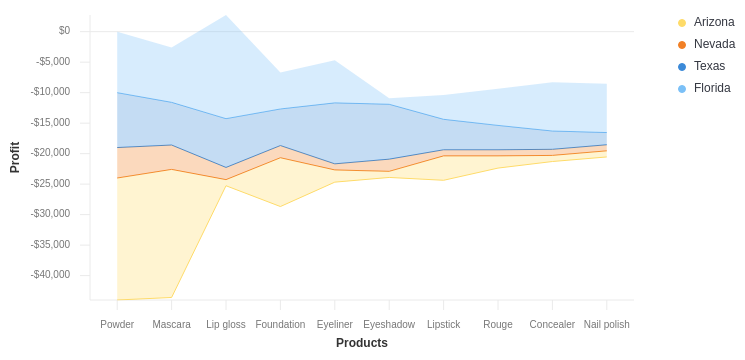 $0
-$5,000
-$10,000
-$15,000
-$20,000
-$25,000
-$30,000
-$35,000
-$40,000
Profit
Powder Mascara Lip gloss Foundation Eyeliner Eyeshadow Lipstick Rouge Concealer Nail polish
Products
Arizona
Nevada
Texas
Florida